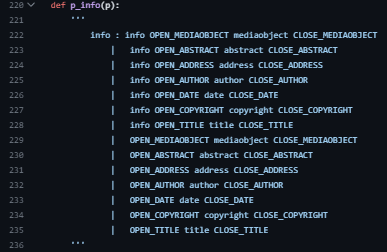 220 def p_info(p):
221 '''
222 info : info OPEN_MEDIAOBJECT mediaobject CLOSE_MEDIAOBJECT
223 | info OPEN_ABSTRACT abstract CLOSE_ABSTRACT
224 | info OPEN_ADDRESS address CLOSE_ADDRESS
225 | info OPEN_AUTHOR author CLOSE_AUTHOR
226 | info OPEN_DATE date CLOSE_DATE
227 | info OPEN_COPYRIGHT copyright CLOSE_COPYRIGHT
228 | info OPEN_TITLE title CLOSE_TITLE
229 | OPEN_MEDIAOBJECT mediaobject CLOSE_MEDIAOBJECT
230 | OPEN_ABSTRACT abstract CLOSE_ABSTRACT
231 | OPEN_ADDRESS address CLOSE_ADDRESS
232 | OPEN_AUTHOR author CLOSE_AUTHOR
233 | OPEN_DATE date CLOSE_DATE
234 | OPEN_COPYRIGHT copyright CLOSE_COPYRIGHT
235 | OPEN_TITLE title CLOSE_TITLE
236 '''